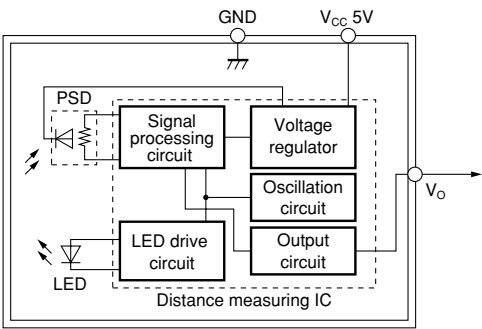 GND
VCC 5V
PSD
Signal
processing
circuit
Voltage
regulator
Oscillation
circuit
VO
LED drive
circuit
Output
circuit
LED
Distance measuring IC